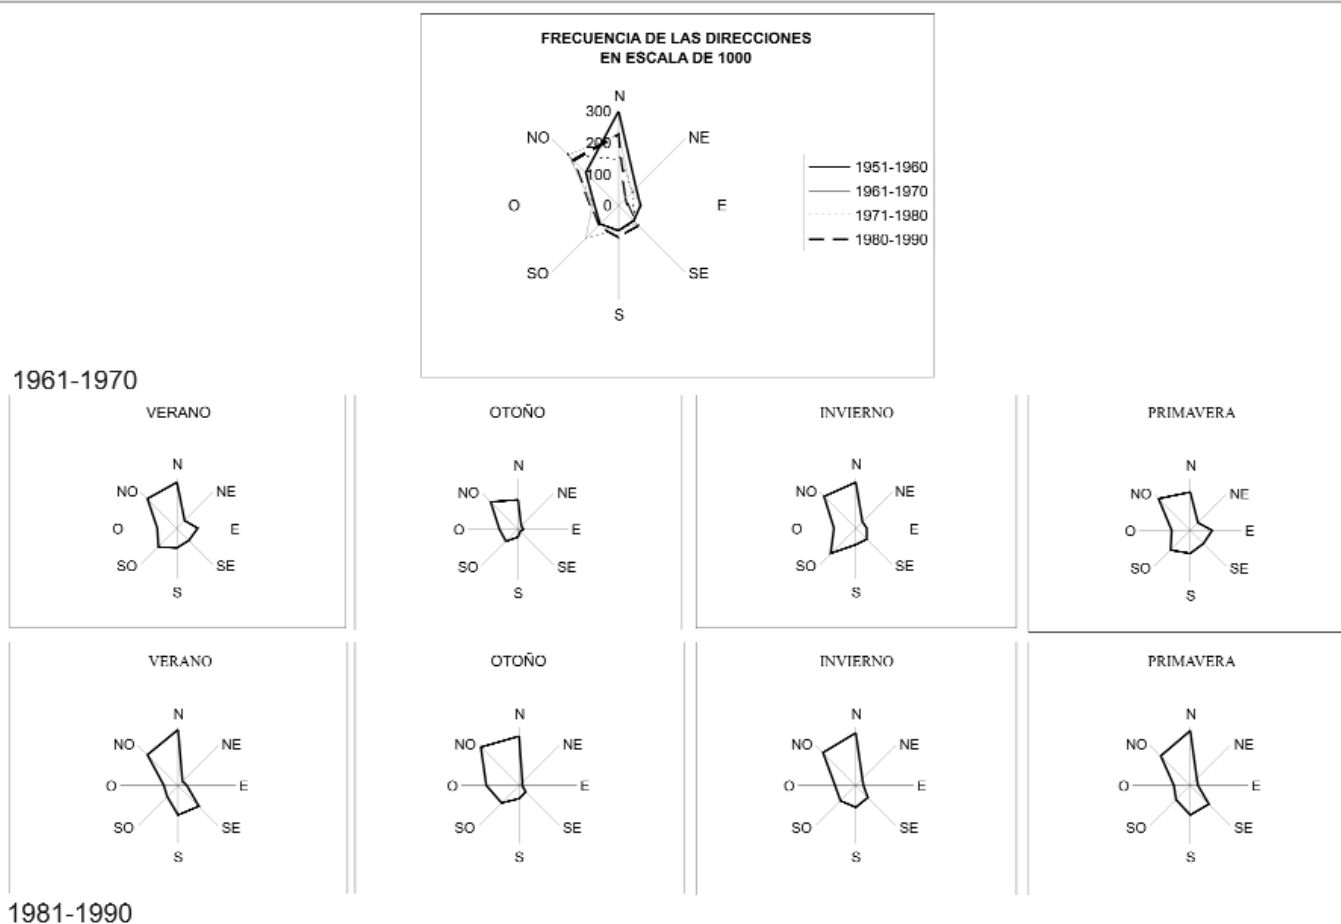 FRECUENCIA DE LAS DIRECCIONES
EN ESCALA DE 1000
N
300
NO
200
NE
100
1951-1960
1961-1970
O
0
E
1971-1980
1980-1990
SO
SE
S
1961-1970
VERANO
OTOÑO
INVIERNO
PRIMAVERA
N
NO
NE
O
E
SO
SE
S
N
NO
NE
O
E
SO
SE
S
N
NO
NE
O
E
SO
SE
S
N
NO
NE
O
E
SO
SE
S
VERANO
OTOÑO
INVIERNO
PRIMAVERA
N
NO
NE
O
E
SO
SE
S
N
NO
NE
O
E
SO
SE
S
N
NO
NE
O
E
SO
SE
S
N
NO
NE
O
E
SO
SE
S
1981-1990